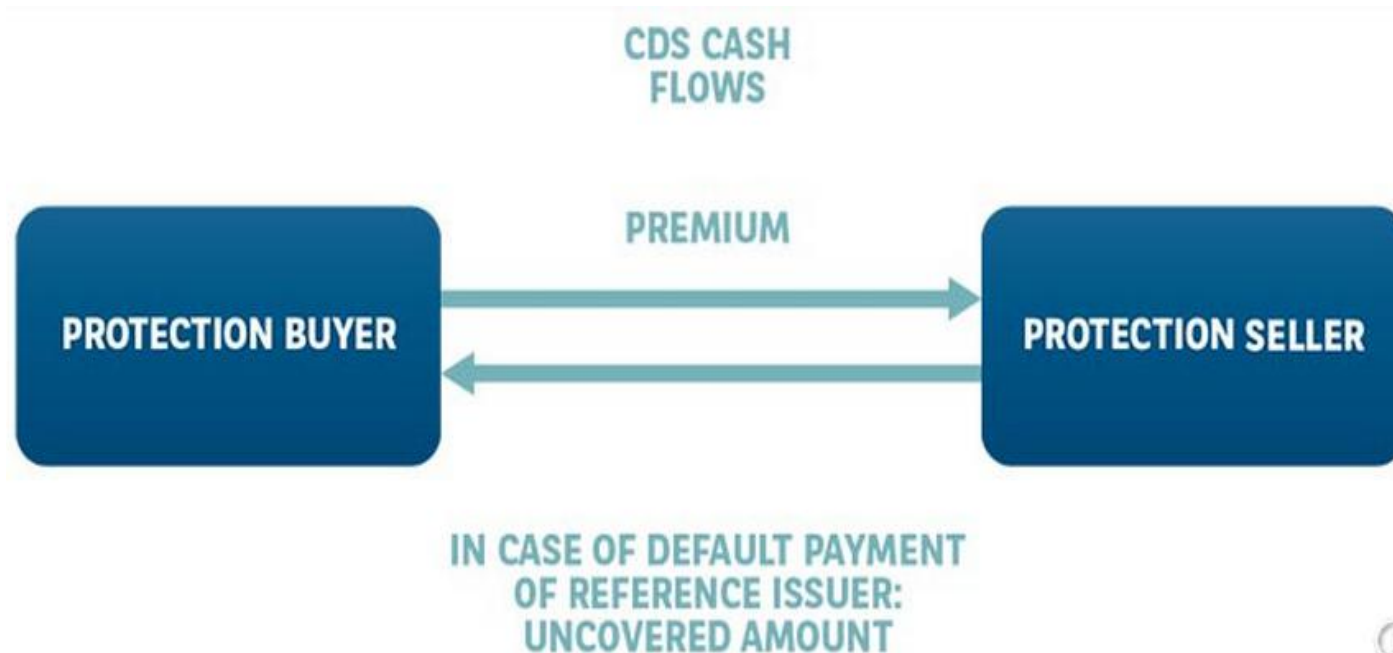 CDS CASH
FLOWS
PREMIUM
PROTECTION BUYER
PROTECTION SELLER
IN CASE OF DEFAULT PAYMENT
OF REFERENCE ISSUER:
UNCOVERED AMOUNT